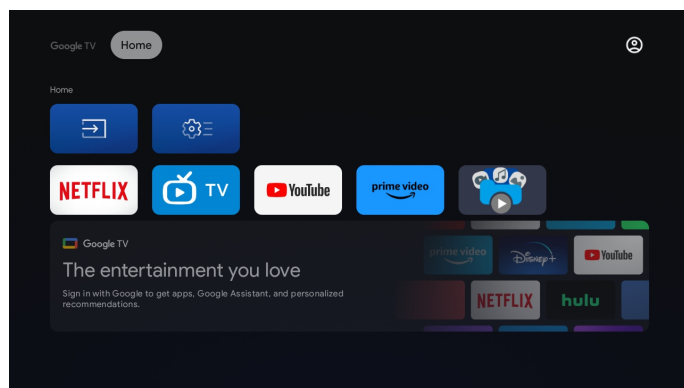 Google TV Home
Home
NETFLIX TV YouTube prime video
Google TV
The entertainment you love
Sign in with Google to get apps, Google Assistant, and personalized
recommendations.
prime video Disney+ YouTube
NETFLIX hulu